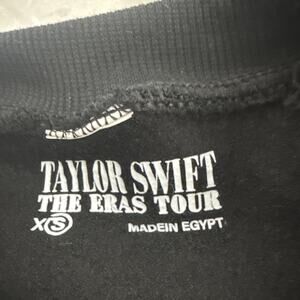 TAYLOR SWIFT
THE ERAS TOUR
XS MADEIN EGYPT